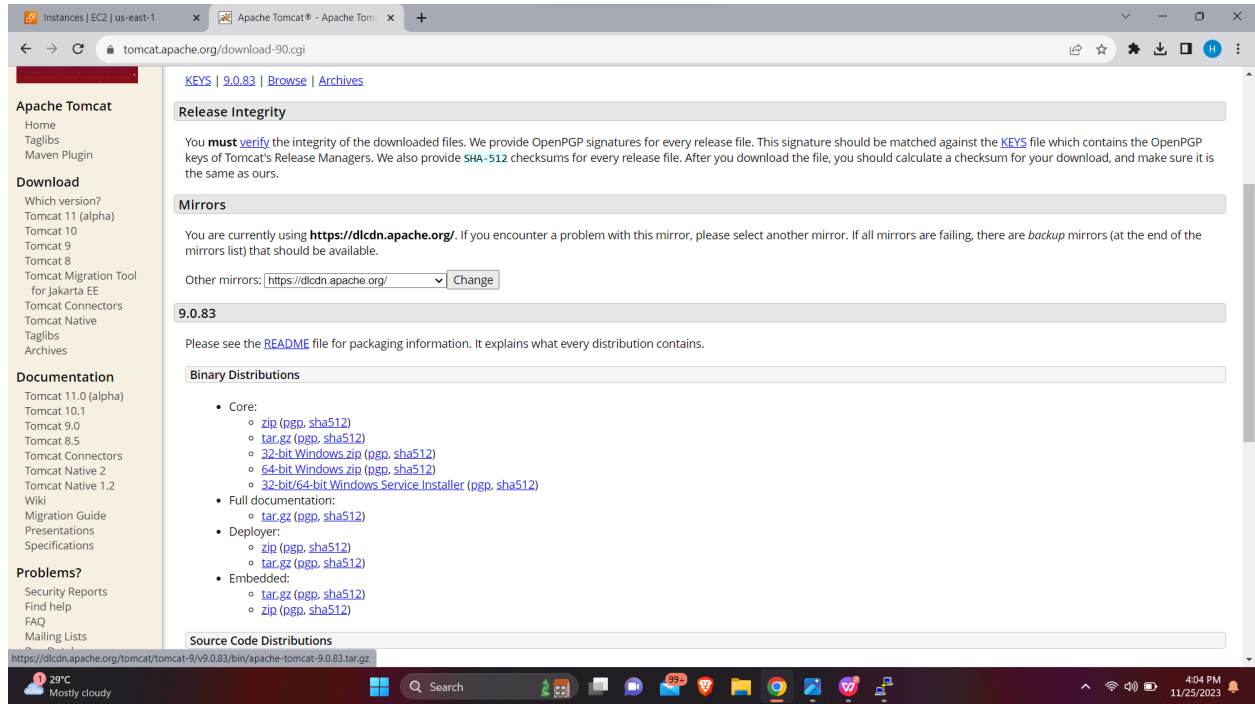 Instances | EC2 | us-east-1
Apache Tomcat® - Apache Tom
tomcat.apache.org/download-90.cgi
H
KEYS | 9.0.83 | Browse | Archives
Apache Tomcat
Home
Taglibs
Maven Plugin
Download
Which version?
Tomcat 11 (alpha)
Tomcat 10
Tomcat 9
Tomcat 8
Tomcat Migration Tool
for Jakarta EE
Tomcat Connectors
Tomcat Native
Taglibs
Archives
Documentation
Tomcat 11.0 (alpha)
Tomcat 10.1
Tomcat 9.0
Tomcat 8.5
Tomcat Connectors
Tomcat Native 2
Tomcat Native 1.2
Wiki
Migration Guide
Presentations
Specifications
Problems?
Security Reports
Find help
FAQ
Mailing Lists
Release Integrity
You must verify the integrity of the downloaded files. We provide OpenPGP signatures for every release file. This signature should be matched against the KEYS file which contains the OpenPGP
keys of Tomcat's Release Managers. We also provide SHA-512 checksums for every release file. After you download the file, you should calculate a checksum for your download, and make sure it is
the same as ours.
Mirrors
You are currently using https://dlcdn.apache.org/. If you encounter a problem with this mirror, please select another mirror. If all mirrors are failing, there are backup mirrors (at the end of the
mirrors list) that should be available.
Other mirrors: https://dlcdn.apache.org/ Change
9.0.83
Please see the README file for packaging information. It explains what every distribution contains.
Binary Distributions
• Core:
zip (pgp, sha512)
tar.gz (pgp, sha512)
32-bit Windows zip (pgp, sha512)
64-bit Windows zip (pgp, sha512)
32-bit/64-bit Windows Service Installer (pgp, sha512)
• Full documentation:
tar.gz (pgp, sha512)
• Deployer:
zip (pgp, sha512)
tar.gz (pgp, sha512)
• Embedded:
tar.gz (pgp, sha512)
zip (pgp, sha512)
Source Code Distributions
https://dlcdn.apache.org/tomcat/tomcat-9/v9.0.83/bin/apache-tomcat-9.0.83.tar.gz
1
29°C
Mostly cloudy
Search
99+
4:04 PM
11/25/2023